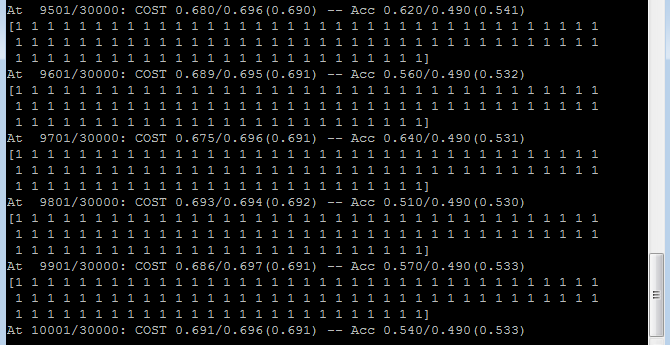 At  9501/30000: COST 0.680/0.696(0.690) -- Acc 0.620/0.490(0.541)
[1 1 1 1 1 1 1 1 1 1 1 1 1 1 1 1 1 1 1 1 1 1 1 1 1 1 1 1 1 1 1 1 1 1 1 1 1
 1 1 1 1 1 1 1 1 1 1 1 1 1 1 1 1 1 1 1 1 1 1 1 1 1 1 1 1 1 1 1 1 1 1 1 1 1
 1 1 1 1 1 1 1 1 1 1 1 1 1 1 1 1 1 1 1 1 1 1 1 1 1 1]
At  9601/30000: COST 0.689/0.695(0.691) -- Acc 0.560/0.490(0.532)
[1 1 1 1 1 1 1 1 1 1 1 1 1 1 1 1 1 1 1 1 1 1 1 1 1 1 1 1 1 1 1 1 1 1 1 1 1
 1 1 1 1 1 1 1 1 1 1 1 1 1 1 1 1 1 1 1 1 1 1 1 1 1 1 1 1 1 1 1 1 1 1 1 1 1
 1 1 1 1 1 1 1 1 1 1 1 1 1 1 1 1 1 1 1 1 1 1 1 1 1 1]
At  9701/30000: COST 0.675/0.696(0.691) -- Acc 0.640/0.490(0.531)
[1 1 1 1 1 1 1 1 1 1 1 1 1 1 1 1 1 1 1 1 1 1 1 1 1 1 1 1 1 1 1 1 1 1 1 1 1
 1 1 1 1 1 1 1 1 1 1 1 1 1 1 1 1 1 1 1 1 1 1 1 1 1 1 1 1 1 1 1 1 1 1 1 1 1
 1 1 1 1 1 1 1 1 1 1 1 1 1 1 1 1 1 1 1 1 1 1 1 1 1 1]
At  9801/30000: COST 0.693/0.694(0.692) -- Acc 0.510/0.490(0.530)
[1 1 1 1 1 1 1 1 1 1 1 1 1 1 1 1 1 1 1 1 1 1 1 1 1 1 1 1 1 1 1 1 1 1 1 1 1
 1 1 1 1 1 1 1 1 1 1 1 1 1 1 1 1 1 1 1 1 1 1 1 1 1 1 1 1 1 1 1 1 1 1 1 1 1
 1 1 1 1 1 1 1 1 1 1 1 1 1 1 1 1 1 1 1 1 1 1 1 1 1 1]
At  9901/30000: COST 0.686/0.697(0.691) -- Acc 0.570/0.490(0.533)
[1 1 1 1 1 1 1 1 1 1 1 1 1 1 1 1 1 1 1 1 1 1 1 1 1 1 1 1 1 1 1 1 1 1 1 1 1
 1 1 1 1 1 1 1 1 1 1 1 1 1 1 1 1 1 1 1 1 1 1 1 1 1 1 1 1 1 1 1 1 1 1 1 1 1
 1 1 1 1 1 1 1 1 1 1 1 1 1 1 1 1 1 1 1 1 1 1 1 1 1 1]
At 10001/30000: COST 0.691/0.696(0.691) -- Acc 0.540/0.490(0.533)